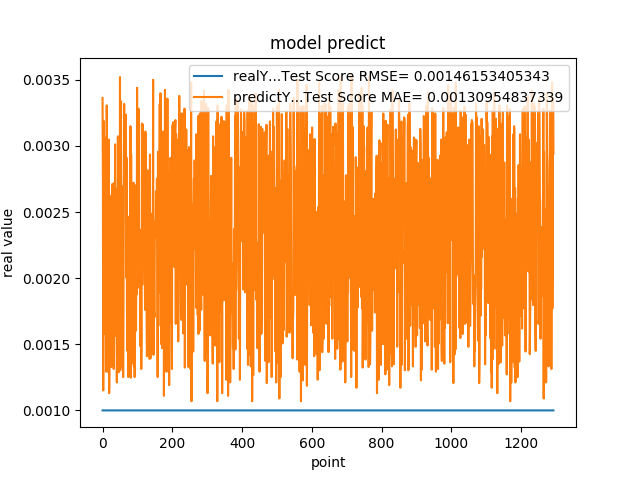 model predict
realY...Test Score RMSE= 0.00146153405343
predictY...Test Score MAE= 0.00130954837339
0.0035
0.0030
0.0025
0.0020
0.0015
0.0010
real value
0 200 400 600 800 1000 1200
point